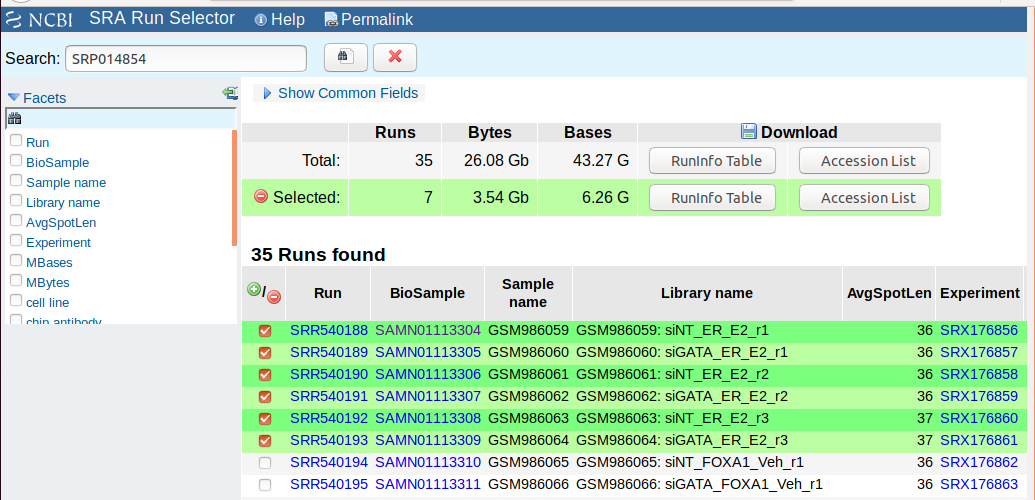 NCBI SRA Run Selector Help Permalink
Search: SRP014854
Facets
Run
BioSample
Sample name
Library name
AvgSpotLen
Experiment
MBases
MBytes
cell line
chip antibody
Show Common Fields
Runs Bytes Bases Download
Total: 35 26.08 Gb 43.27 G RunInfo Table Accession List
Selected: 7 3.54 Gb 6.26 G RunInfo Table Accession List
35 Runs found
/ Run BioSample Sample name Library name AvgSpotLen Experiment
SRR540188 SAMN01113304 GSM986059 GSM986059: siNT_ER_E2_r1 36 SRX176856
SRR540189 SAMN01113305 GSM986060 GSM986060: siGATA_ER_E2_r1 36 SRX176857
SRR540190 SAMN01113306 GSM986061 GSM986061: siNT_ER_E2_r2 36 SRX176858
SRR540191 SAMN01113307 GSM986062 GSM986062: siGATA_ER_E2_r2 36 SRX176859
SRR540192 SAMN01113308 GSM986063 GSM986063: siNT_ER_E2_r3 37 SRX176860
SRR540193 SAMN01113309 GSM986064 GSM986064: siGATA_ER_E2_r3 37 SRX176861
SRR540194 SAMN01113310 GSM986065 GSM986065: siNT_FOXA1_Veh_r1 36 SRX176862
SRR540195 SAMN01113311 GSM986066 GSM986066: siGATA_FOXA1_Veh_r1 36 SRX176863